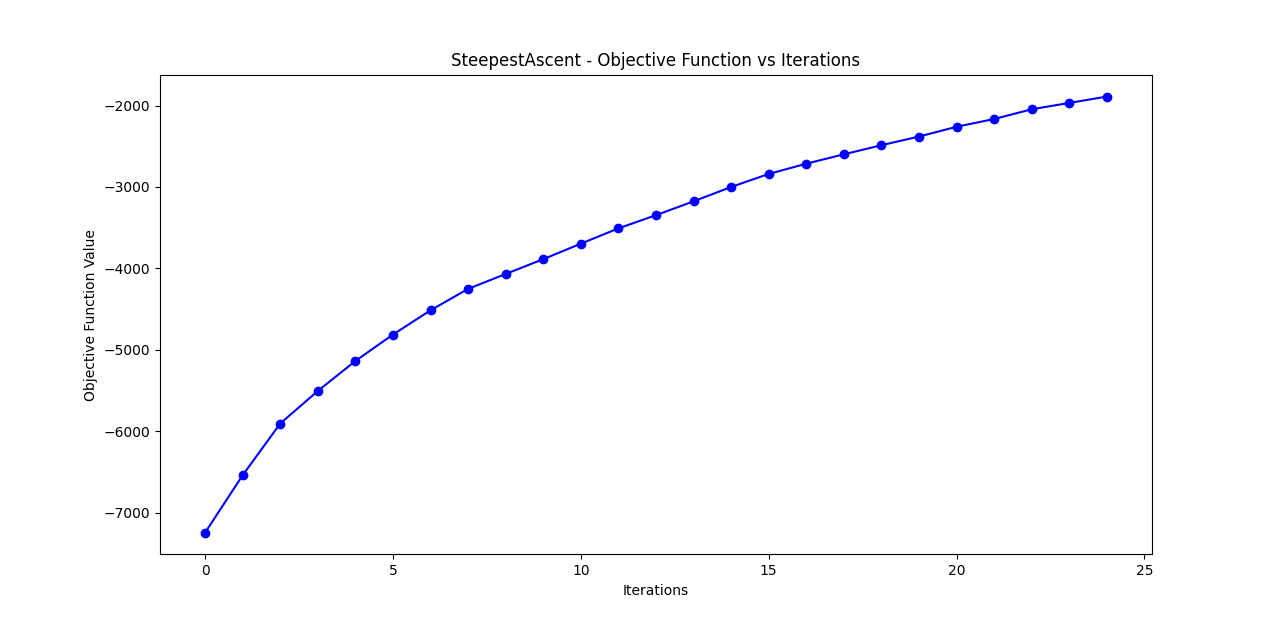 SteepestAscent - Objective Function vs Iterations
Objective Function Value
−2000
−3000
−4000
−5000
−6000
−7000
0 5 10 15 20 25
Iterations